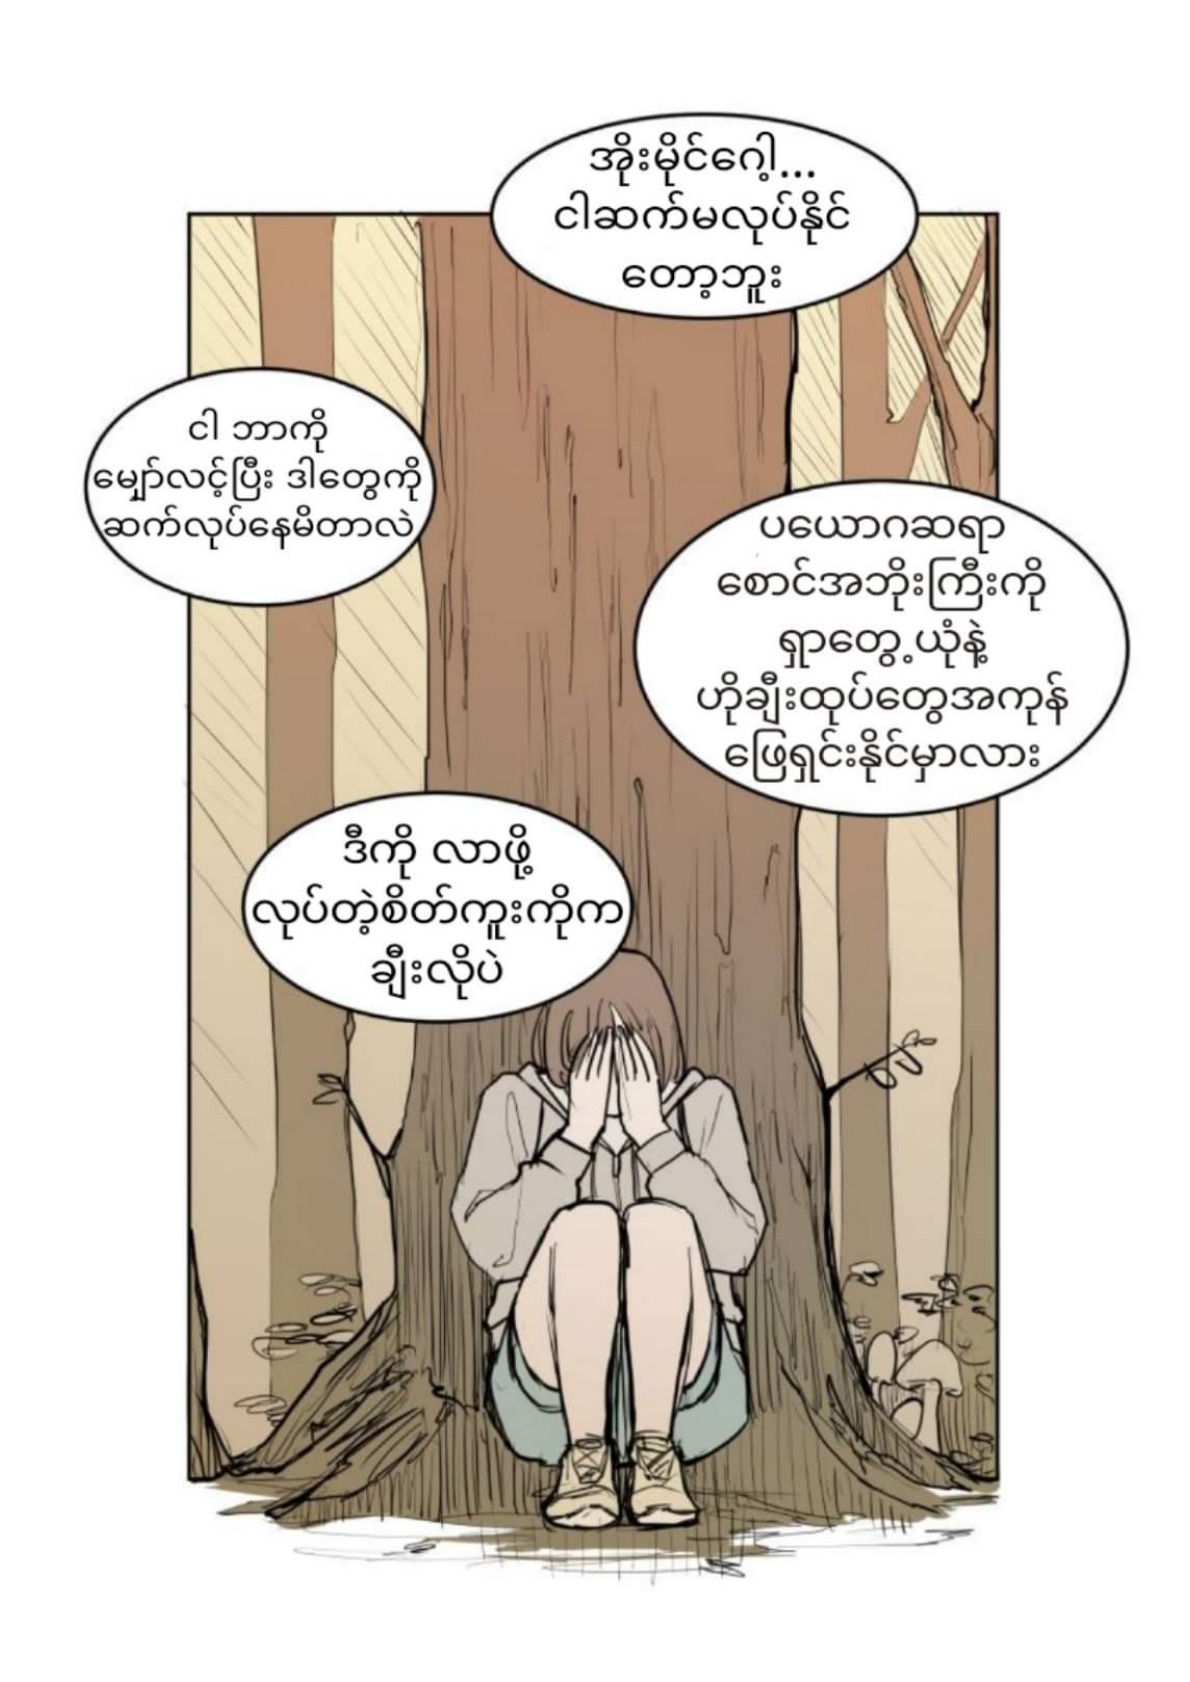 အိုးမိုင်ဂေါ့...
ငါဆက်မလုပ်နိုင်
တော့ဘူး
ငါ ဘာကို
မျှော်လင့်ပြီး ဒါတွေကို
ဆက်လုပ်နေမိတာလဲ
ပယောဂဆရာ
စောင်အဘိုးကြီးကို
ရှာတွေ့ယုံနဲ့
ဟိုချီးထုပ်တွေအကုန်
ဖြေရှင်းနိုင်မှာလား
ဒီကို လာဖို့
လုပ်တဲ့စိတ်ကူးကိုက
ချီးလိုပဲ